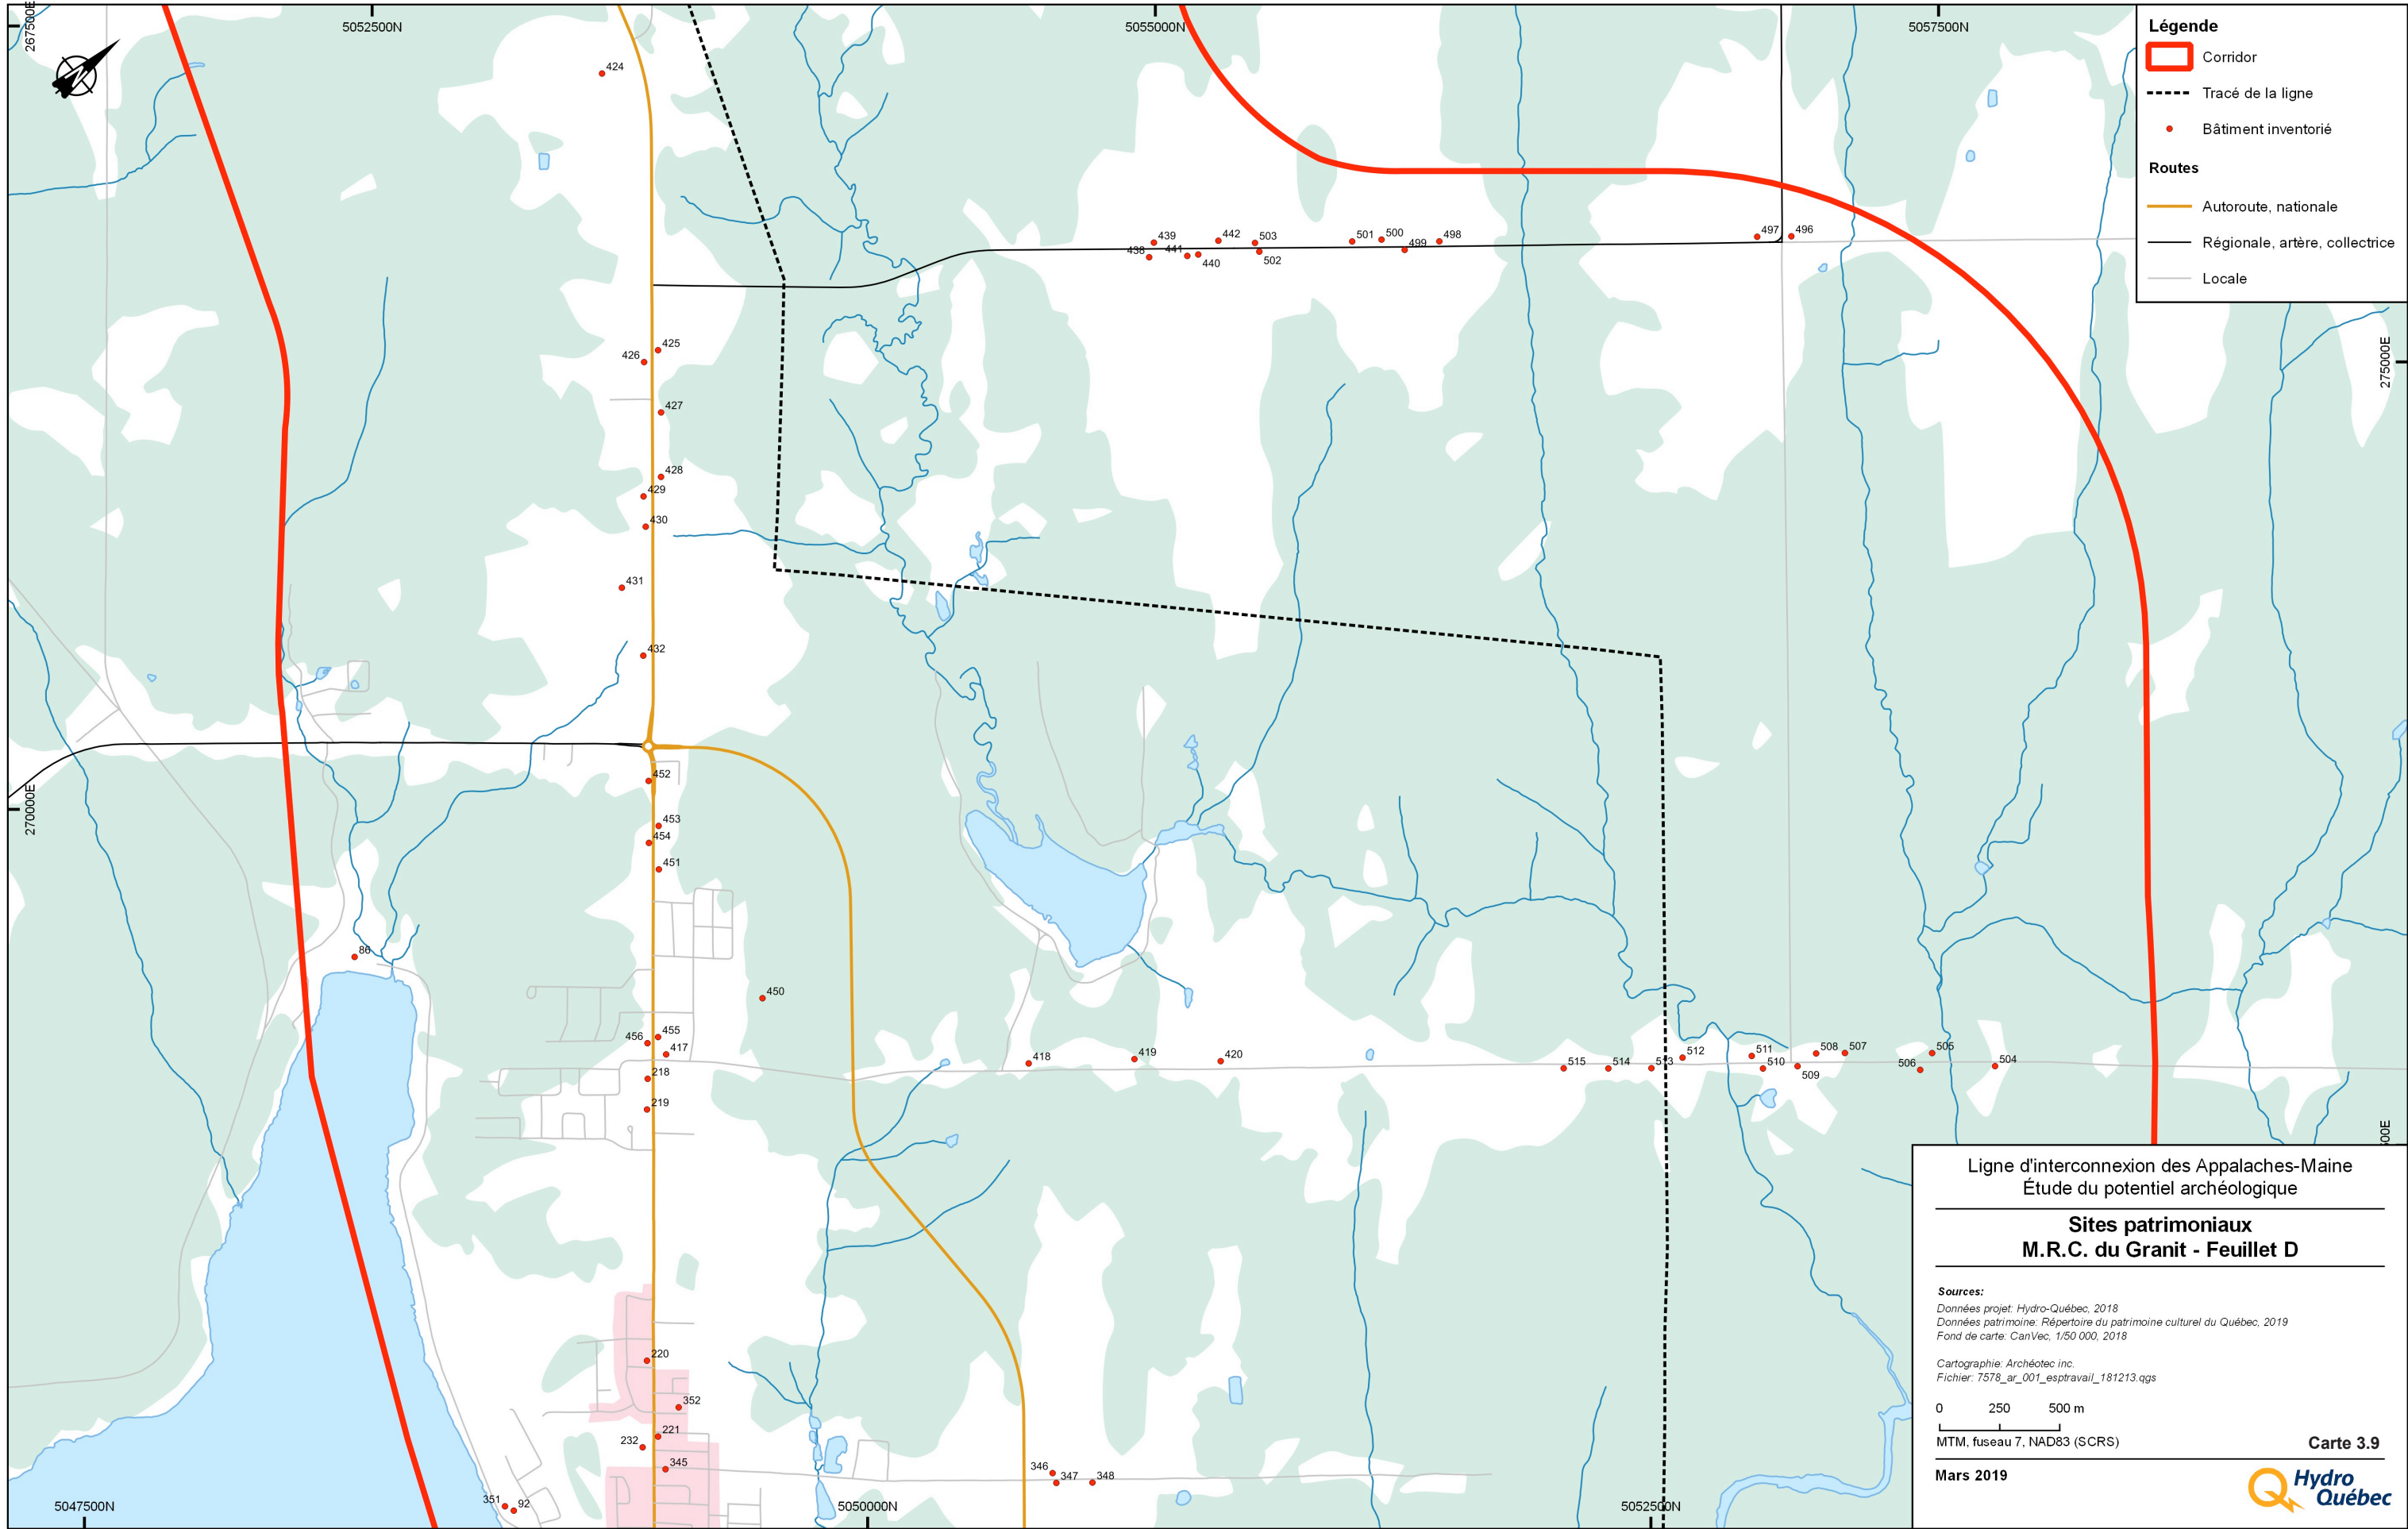 267500E
5052500N
5055000N
5057500N
Légende
Corridor
Tracé de la ligne
Bâtiment inventorié
Routes
Autoroute, nationale
Régionale, artère, collectrice
Locale
424
439
442
503
501
500
498
497
496
438
441
440
502
499
425
426
427
275000E
428
429
430
431
432
270000E
452
453
454
451
86
450
455
456
417
418
419
420
515
514
513
512
511
510
508
507
509
505
506
504
218
219
220
352
221
232
345
346
347
348
351
92
00E
5047500N
5050000N
5052500N
Ligne d'interconnexion des Appalaches-Maine
Étude du potentiel archéologique
Sites patrimoniaux
M.R.C. du Granit - Feuillet D
Sources:
Données projet: Hydro-Québec, 2018
Données patrimoine: Répertoire du patrimoine culturel du Québec, 2019
Fond de carte: CanVec, 1/50 000, 2018
Cartographie: Archéotec inc.
Fichier: 7578_ar_001_esptravail_181213.qgs
0 250 500 m
MTM, fuseau 7, NAD83 (SCRS)
Carte 3.9
Mars 2019
Hydro
Québec